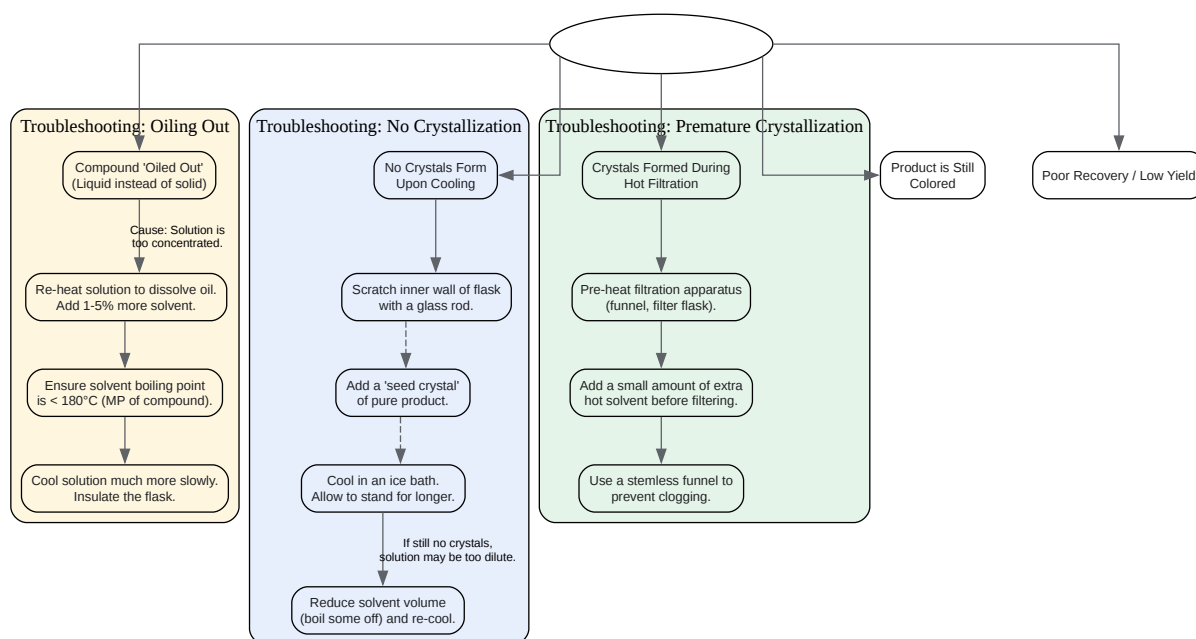 Troubleshooting: Oiling Out
Compound 'Oiled Out'
(Liquid instead of solid)
Cause: Solution is
too concentrated.
Re-heat solution to dissolve oil.
Add 1-5% more solvent.
Ensure solvent boiling point
is < 180°C (MP of compound).
Cool solution much more slowly.
Insulate the flask.
Troubleshooting: No Crystallization
No Crystals Form
Upon Cooling
Scratch inner wall of flask
with a glass rod.
Add a 'seed crystal'
of pure product.
Cool in an ice bath.
Allow to stand for longer.
If still no crystals,
solution may be too dilute.
Reduce solvent volume
(boil some off) and re-cool.
Troubleshooting: Premature Crystallization
Crystals Formed During
Hot Filtration
Pre-heat filtration apparatus
(funnel, filter flask).
Add a small amount of extra
hot solvent before filtering.
Use a stemless funnel to
prevent clogging.
Product is Still
Colored
Poor Recovery / Low Yield